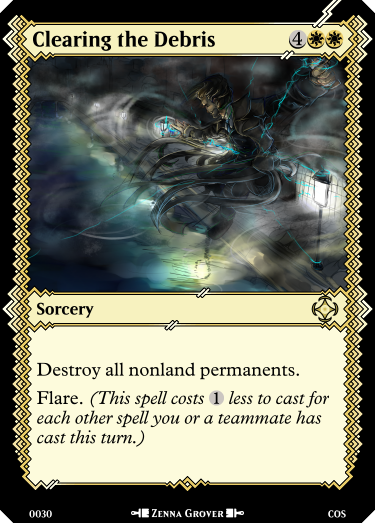 Clearing the Debris 4
Sorcery
Destroy all nonland permanents.
Flare. (This spell costs 1 less to cast for
each other spell you or a teammate has
cast this turn.)
0030 Zenna Grover COS